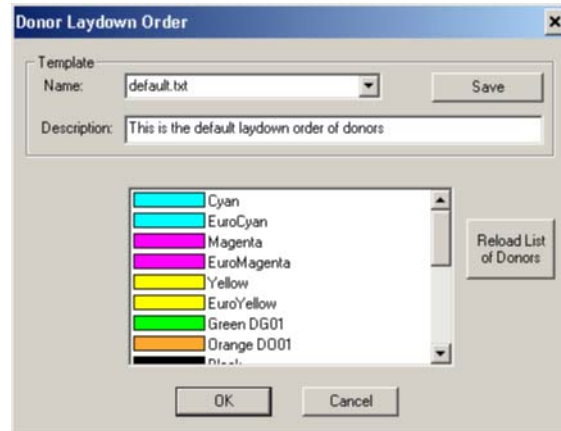 Donor Laydown Order
Template
Name: default.txt Save
Description: This is the default laydown order of donors
Cyan
EuroCyan
Magenta
EuroMagenta
Yellow
EuroYellow
Green DG01
Orange DO01
Reload List
of Donors
OK Cancel